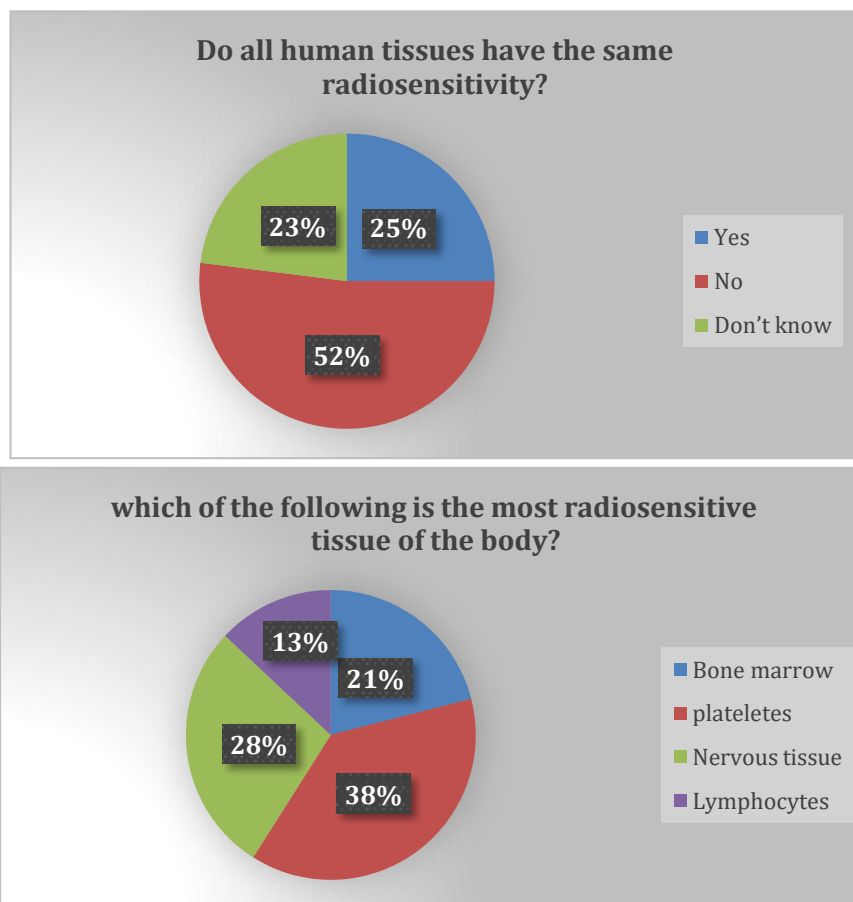 Do all human tissues have the same
radiosensitivity?
23%
25%
52%
Yes
No
Don’t know
which of the following is the most radiosensitive
tissue of the body?
13%
21%
28%
38%
Bone marrow
plateletes
Nervous tissue
Lymphocytes